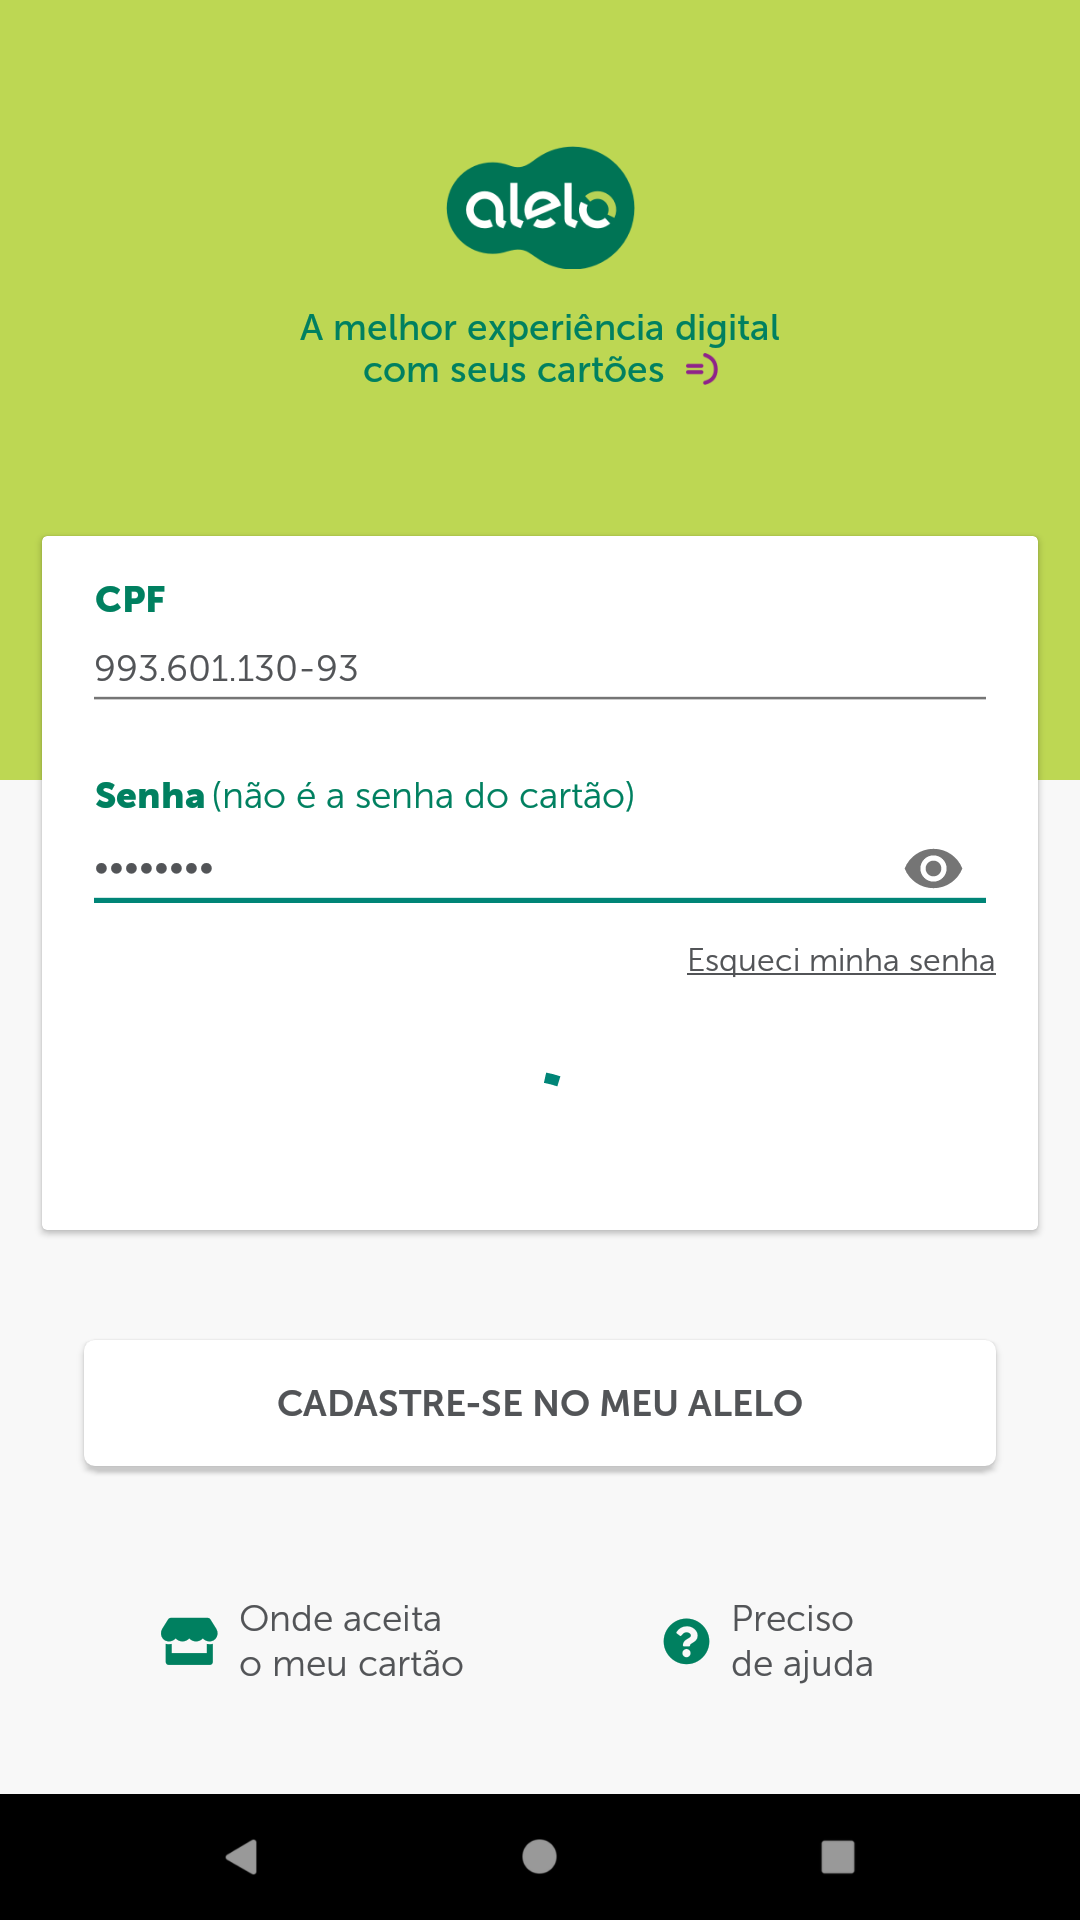 alelo
A melhor experiência digital
com seus cartões =)
CPF
993.601.130-93
Senha (não é a senha do cartão)
••••••••
Esqueci minha senha
CADASTRE-SE NO MEU ALELO
Onde aceita
o meu cartão
Preciso
de ajuda